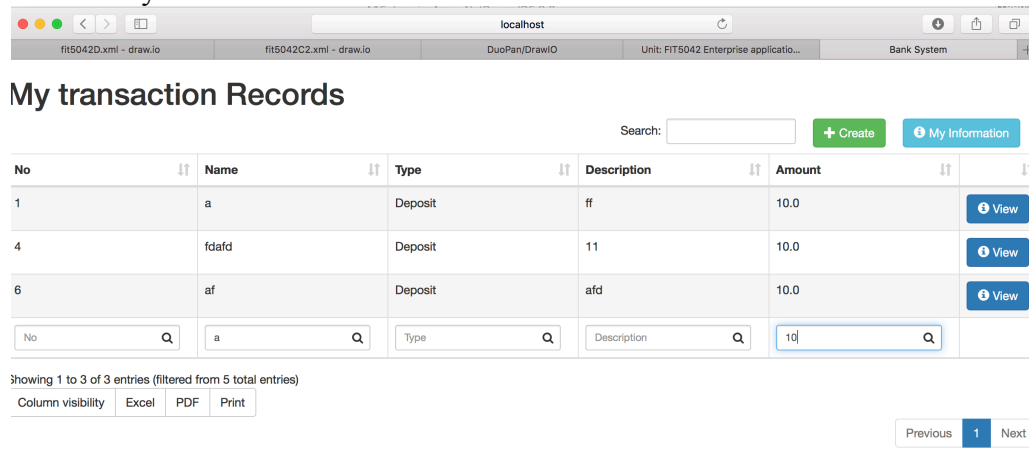 localhost
fit5042D.xml - draw.io fit5042C2.xml - draw.io DuoPan/DrawIO Unit: FIT5042 Enterprise applicatio... Bank System
My transaction Records
Search: Create My Information
No Name Type Description Amount
1 a Deposit ff 10.0 View
4 fdafd Deposit 11 10.0 View
6 af Deposit afd 10.0 View
No a Type Description 10
Showing 1 to 3 of 3 entries (filtered from 5 total entries)
Column visibility Excel PDF Print
Previous 1 Next